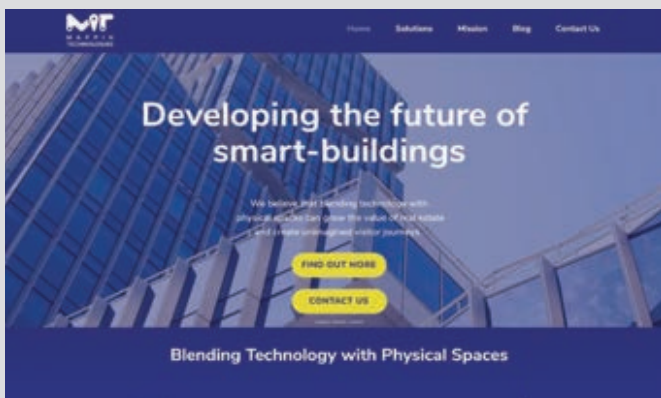 MAPPIN
TECHNOLOGIES
Home Solutions Mission Blog Contact Us
Developing the future of
smart-buildings
We believe that blending technology with
physical spaces can grow the value of real estate
and create unimagined visitor journeys
FIND OUT MORE
CONTACT US
Blending Technology with Physical Spaces